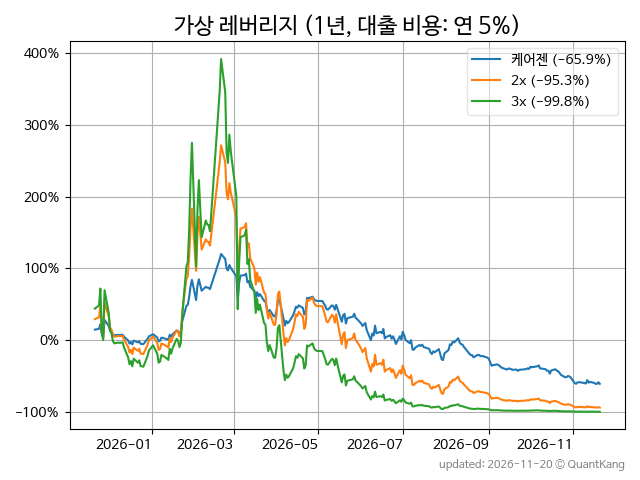 가상 레버리지 (1년, 대출 비용: 연 5%)
400%
300%
200%
100%
0%
−100%
케어젠 (-65.9%)
2x (-95.3%)
3x (-99.8%)
2026-01 2026-03 2026-05 2026-07 2026-09 2026-11
updated: 2026-11-20 © QuantKang